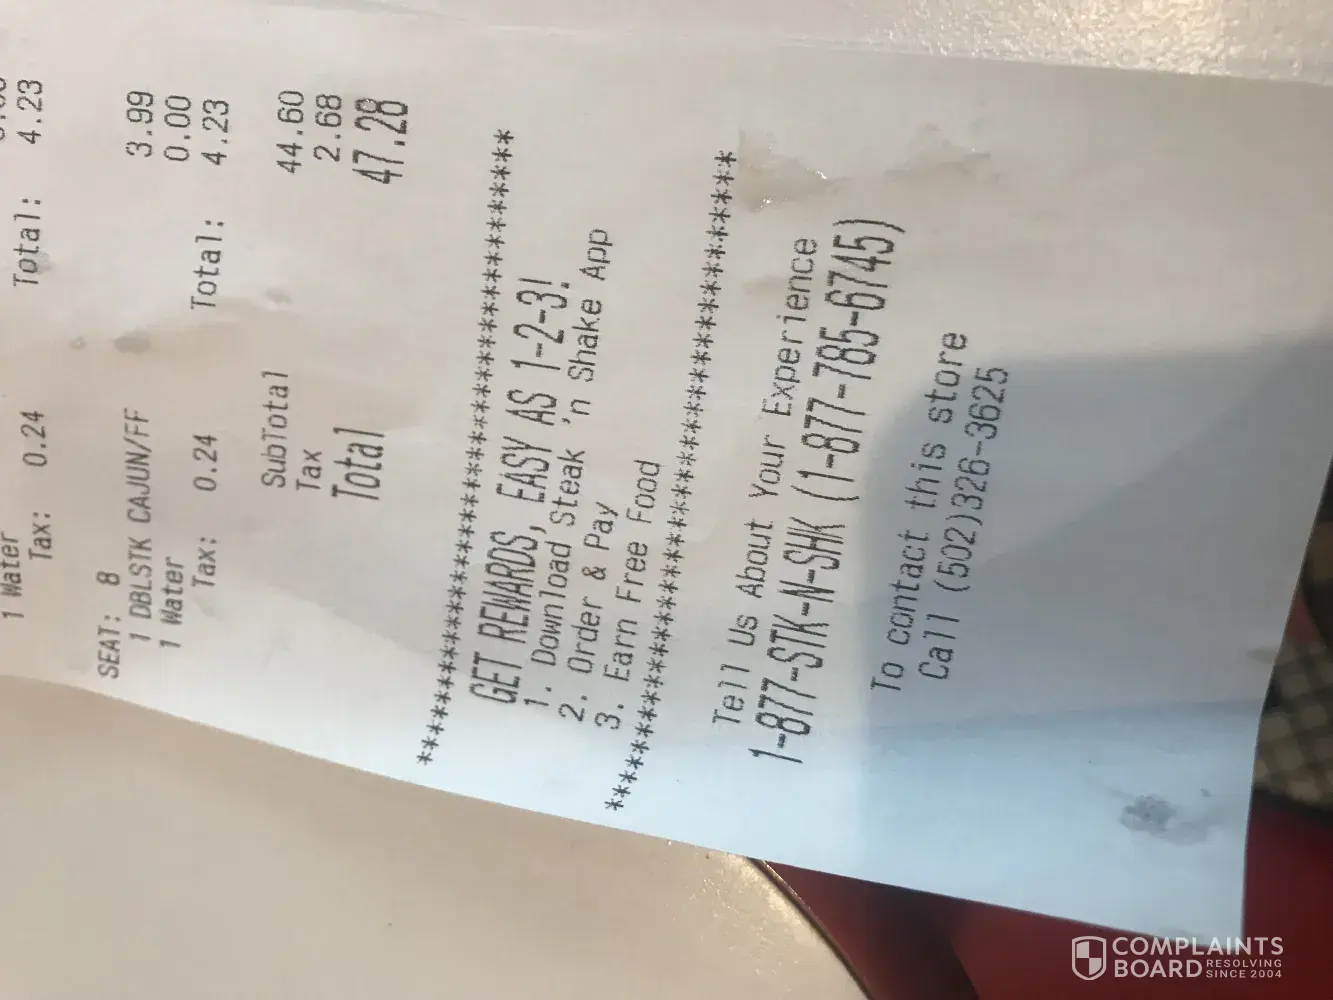 1 Water
Tax: 0.24 Total: 4.23
SEAT: 8
1 DBLSTK CAJUN/FF 3.99
1 Water 0.00
Tax: 0.24 Total: 4.23
SubTotal 44.60
Tax 2.68
Total 47.28
****************************************
GET REWARDS, EASY AS 1-2-3!
1. Download Steak 'n Shake App
2. Order & Pay
3. Earn Free Food
****************************************
Tell Us About Your Experience
1-877-STK-N-SHK (1-877-785-6745)
To contact this store
Call (502)326-3625
COMPLAINTS
BOARD RESOLVING
SINCE 2004